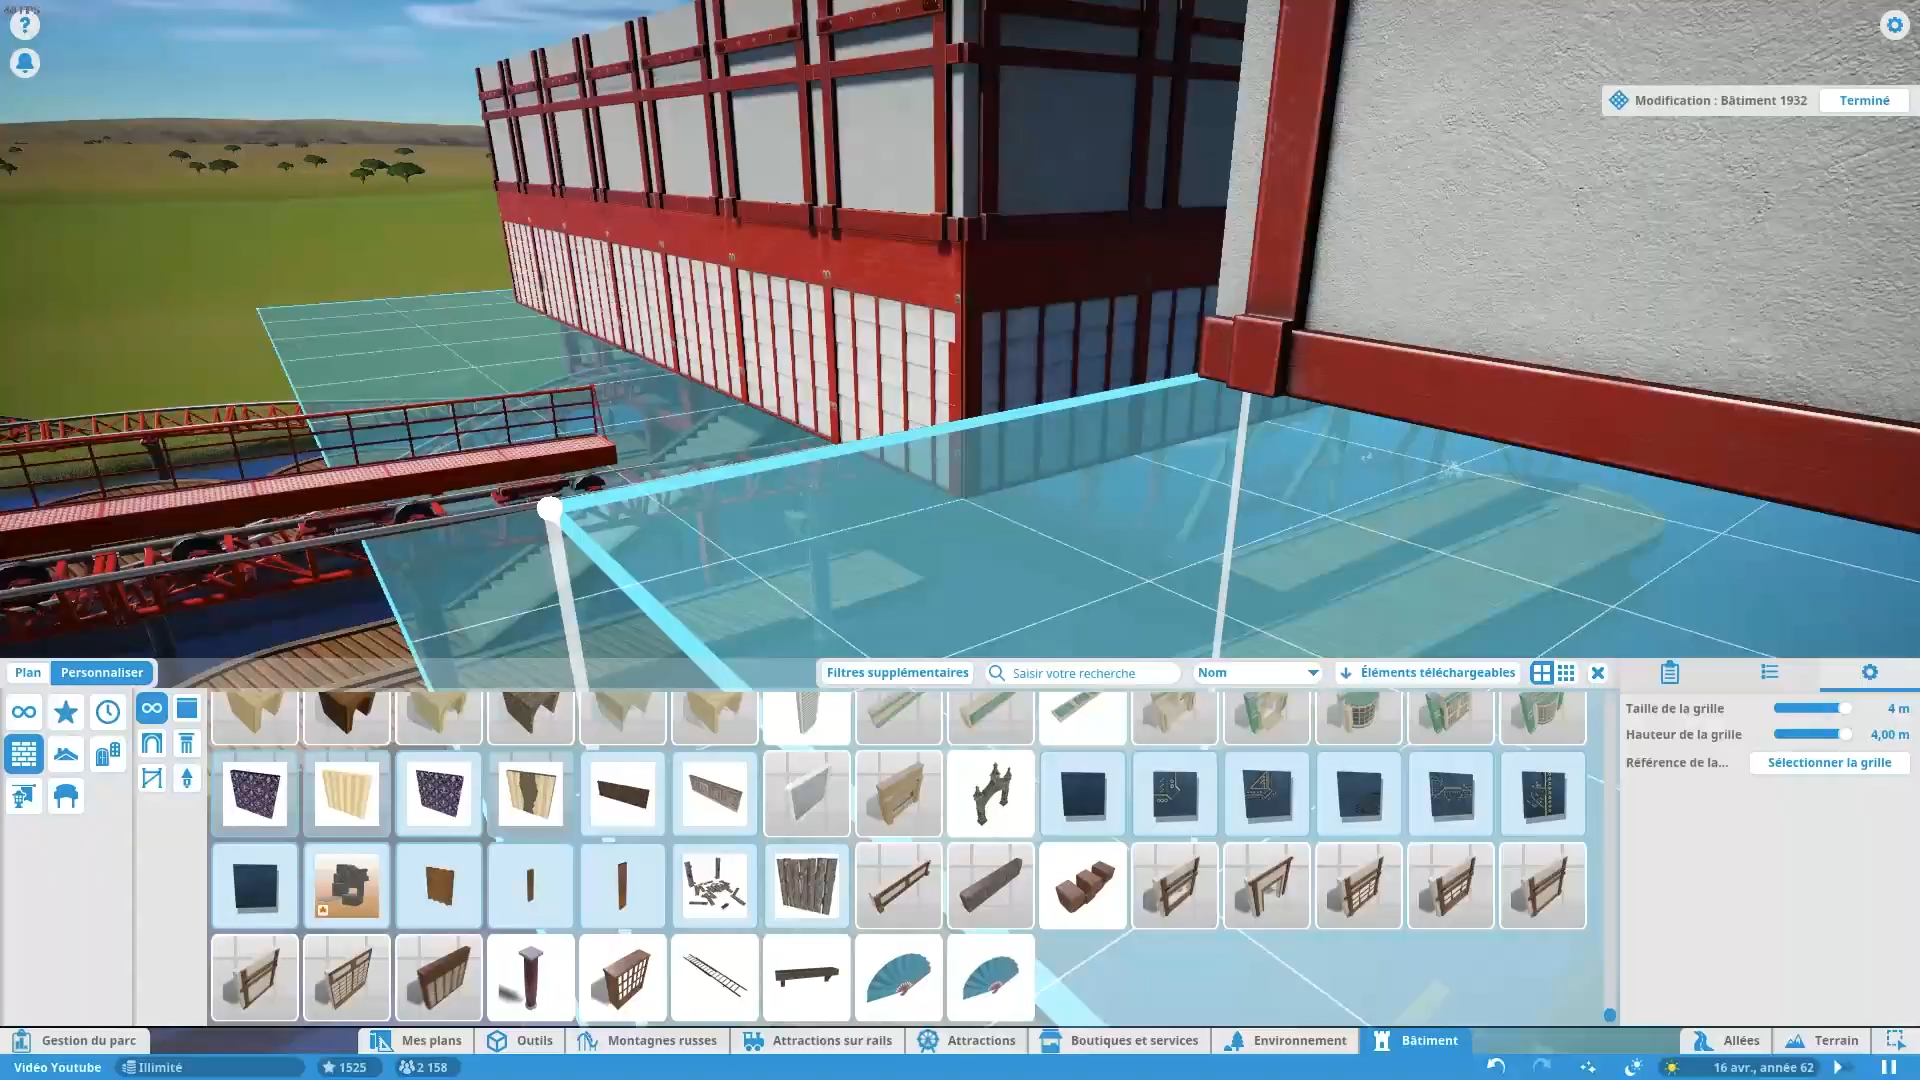 60 FPS
?
Modification : Bâtiment 1932 Terminé
Plan Personnaliser Filtres supplémentaires Saisir votre recherche Nom Éléments téléchargeables
Taille de la grille 4 m
Hauteur de la grille 4,00 m
Référence de la... Sélectionner la grille
Gestion du parc Mes plans Outils Montagnes russes Attractions sur rails Attractions Boutiques et services Environnement Bâtiment Allées Terrain
Vidéo Youtube Illimité 1525 2 158 16 avr., année 62